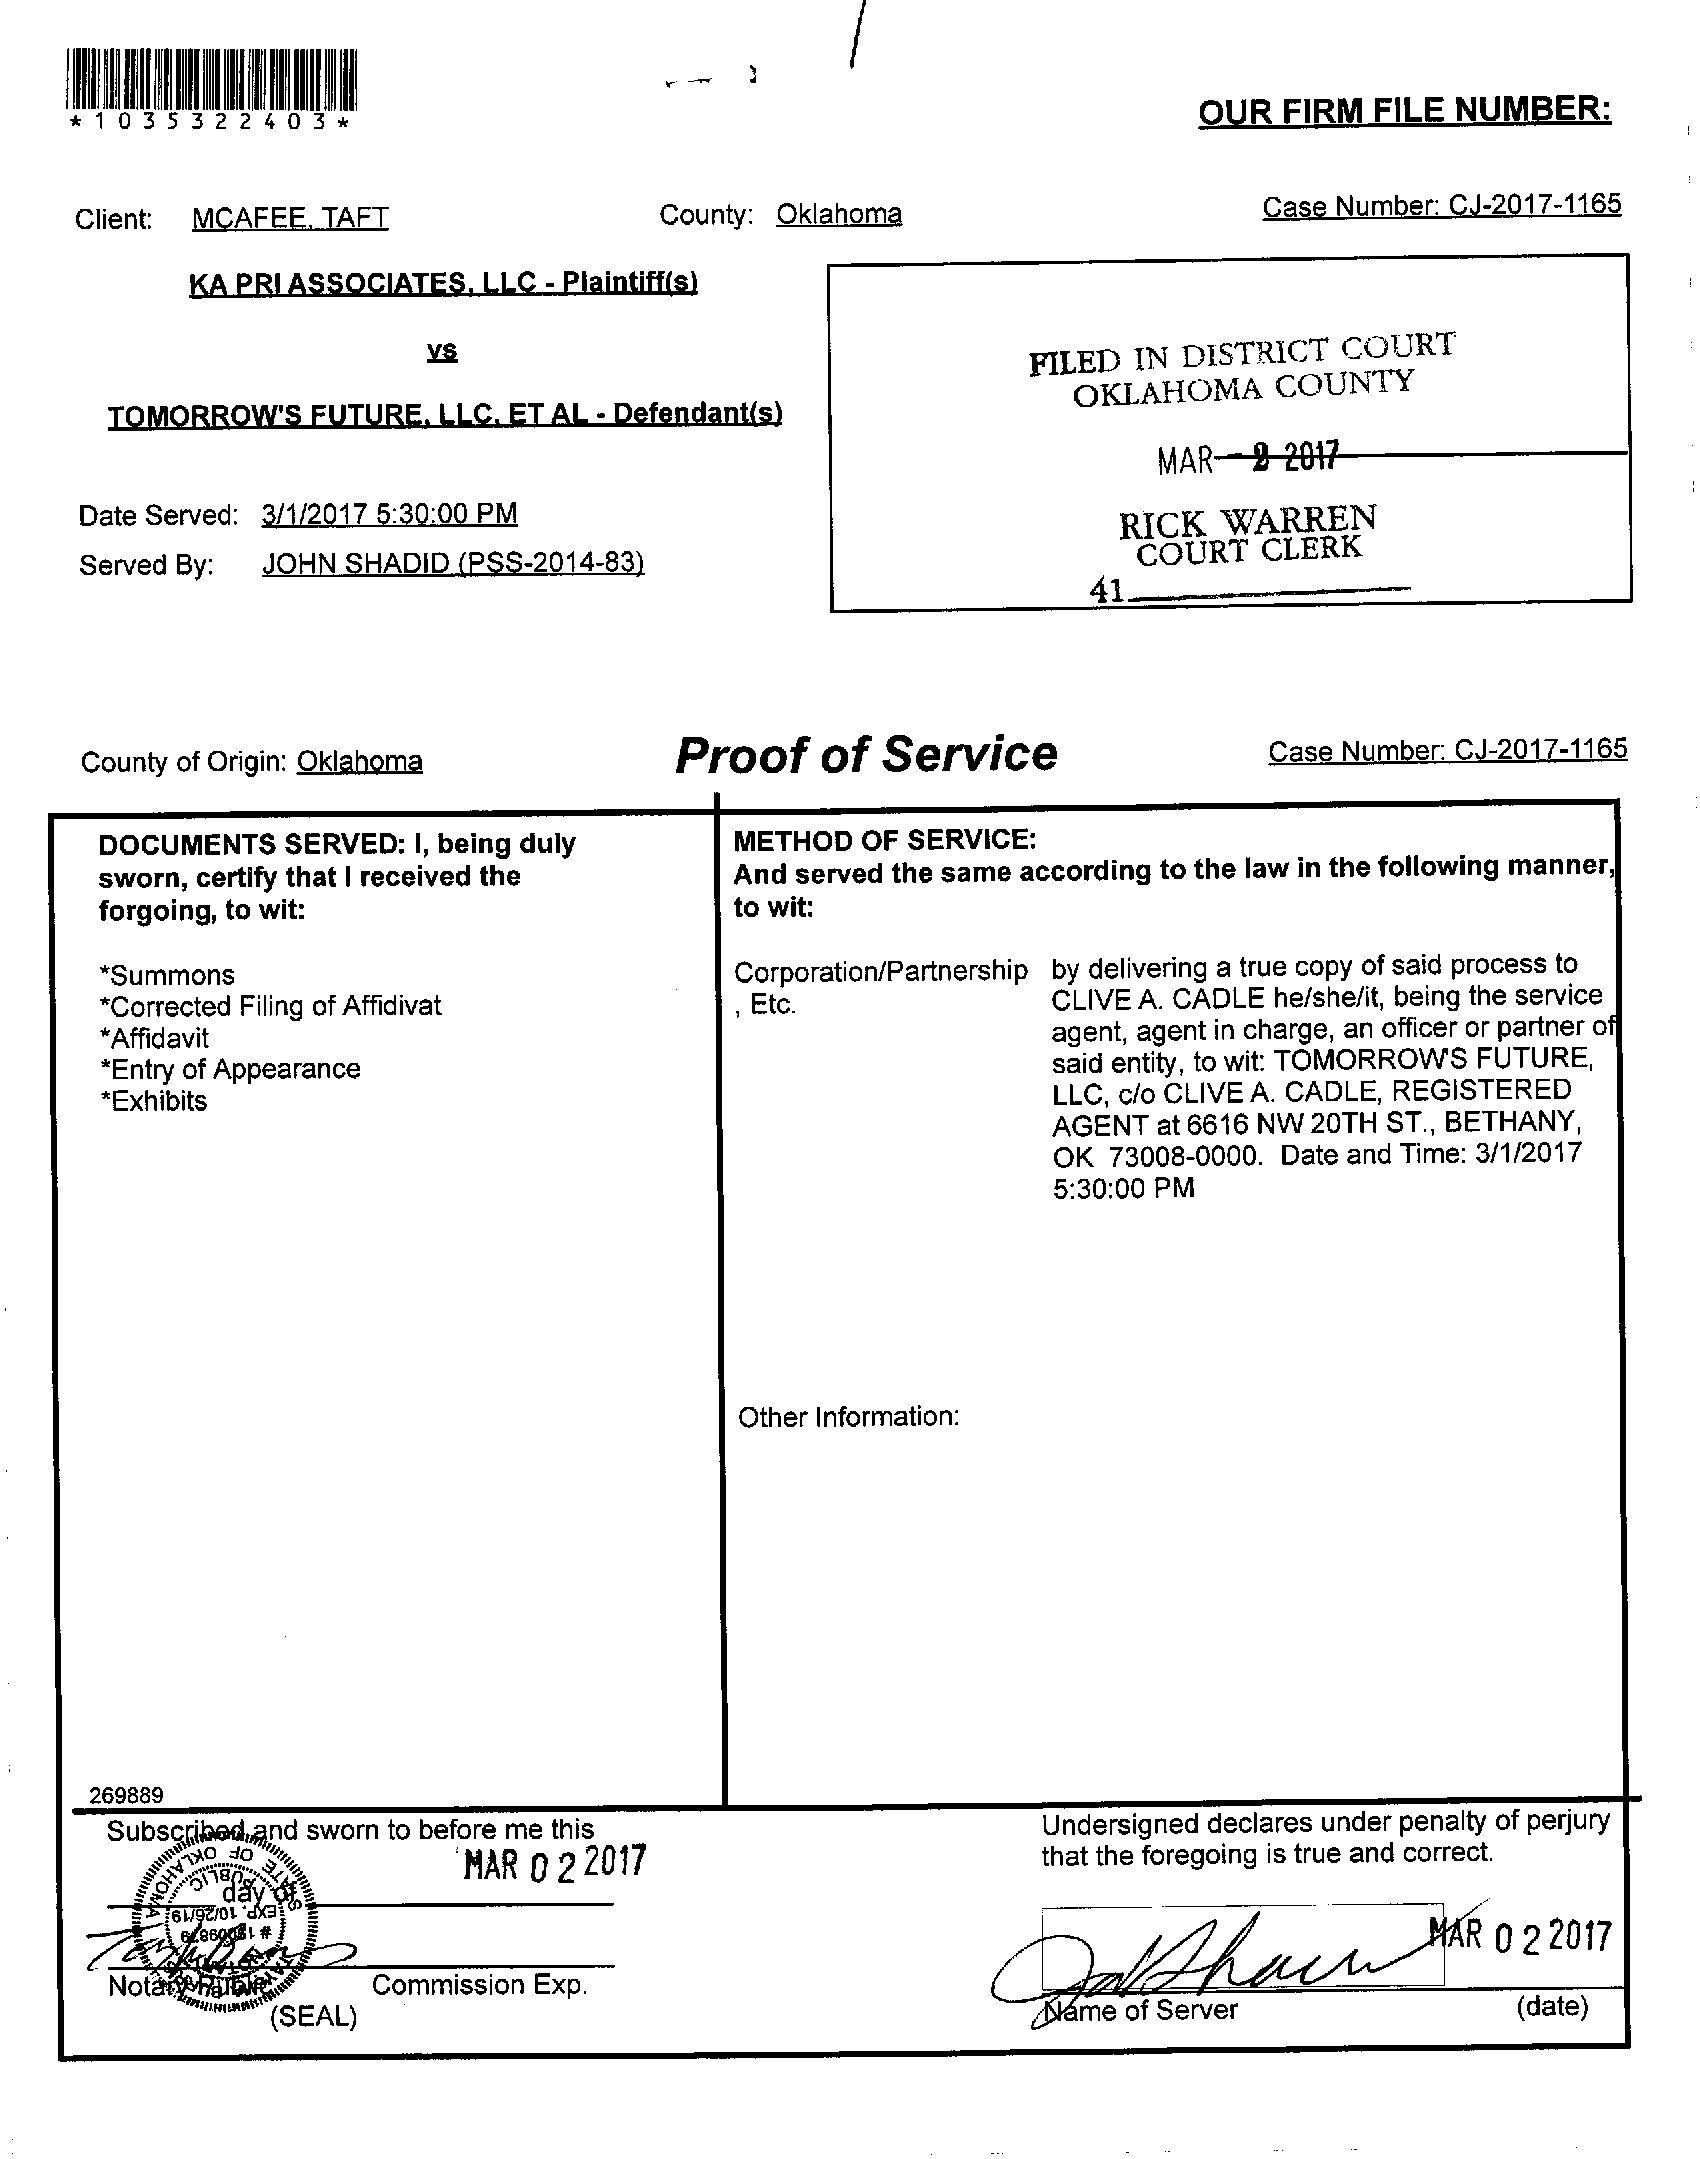 *1035322403*
OUR FIRM FILE NUMBER:
Client: MCAFEE, TAFT County: Oklahoma Case Number: CJ-2017-1165
KA PRI ASSOCIATES, LLC - Plaintiff(s)
vs
TOMORROW'S FUTURE, LLC, ET AL - Defendant(s)
Date Served: 3/1/2017 5:30:00 PM
Served By: JOHN SHADID (PSS-2014-83)
FILED IN DISTRICT COURT
OKLAHOMA COUNTY
MAR - 2 2017
RICK WARREN
COURT CLERK
41
County of Origin: Oklahoma Proof of Service Case Number: CJ-2017-1165
DOCUMENTS SERVED: I, being duly
sworn, certify that I received the
forgoing, to wit:
*Summons
*Corrected Filing of Affidivat
*Affidavit
*Entry of Appearance
*Exhibits
METHOD OF SERVICE:
And served the same according to the law in the following manner,
to wit:
Corporation/Partnership
, Etc.
by delivering a true copy of said process to
CLIVE A. CADLE he/she/it, being the service
agent, agent in charge, an officer or partner of
said entity, to wit: TOMORROW'S FUTURE,
LLC, c/o CLIVE A. CADLE, REGISTERED
AGENT at 6616 NW 20TH ST., BETHANY,
OK 73008-0000. Date and Time: 3/1/2017
5:30:00 PM
Other Information:
269889
Subscribed and sworn to before me this
MAR 02 2017
day of
STATE OF OKLAHOMA
PUBLIC
EXP. 10/26/19
Notary Public Commission Exp.
(SEAL)
Undersigned declares under penalty of perjury
that the foregoing is true and correct.
MAR 02 2017
Name of Server (date)